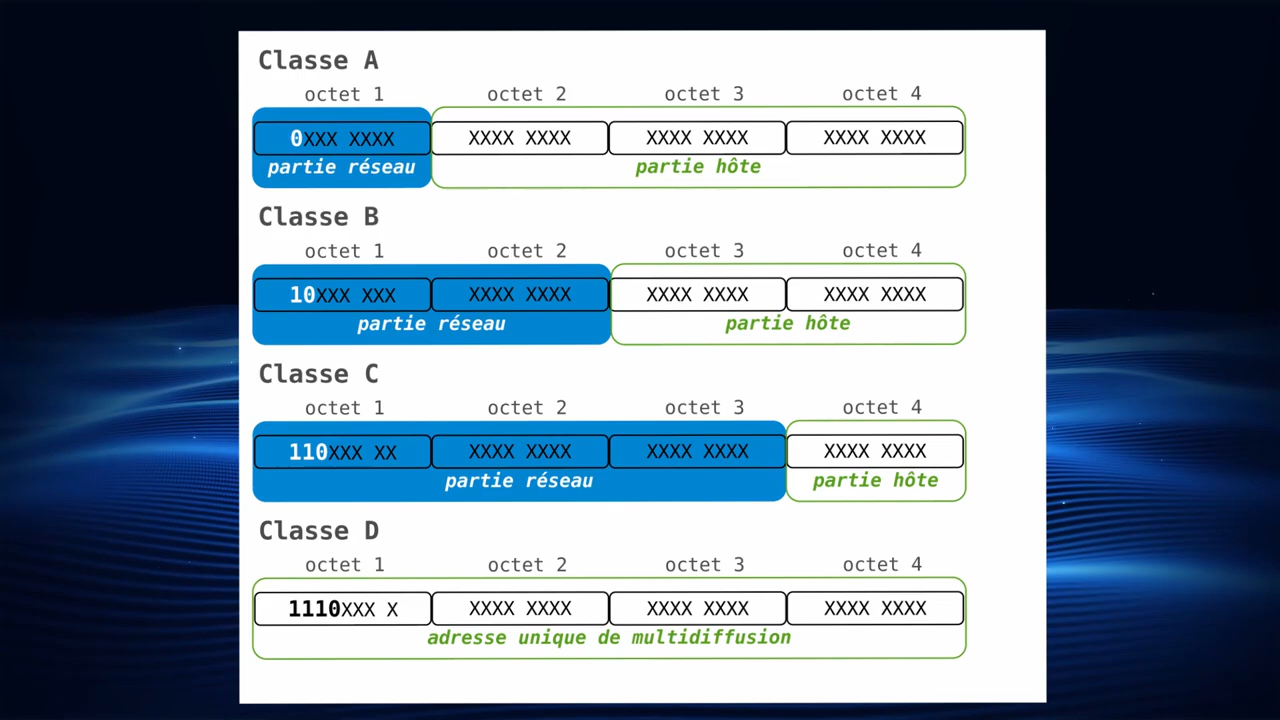 Classe A
octet 1 octet 2 octet 3 octet 4
0XXX XXXX XXXX XXXX XXXX XXXX XXXX XXXX
partie réseau partie hôte
Classe B
octet 1 octet 2 octet 3 octet 4
10XXX XXX XXXX XXXX XXXX XXXX XXXX XXXX
partie réseau partie hôte
Classe C
octet 1 octet 2 octet 3 octet 4
110XXX XX XXXX XXXX XXXX XXXX XXXX XXXX
partie réseau partie hôte
Classe D
octet 1 octet 2 octet 3 octet 4
1110XXX X XXXX XXXX XXXX XXXX XXXX XXXX
adresse unique de multidiffusion